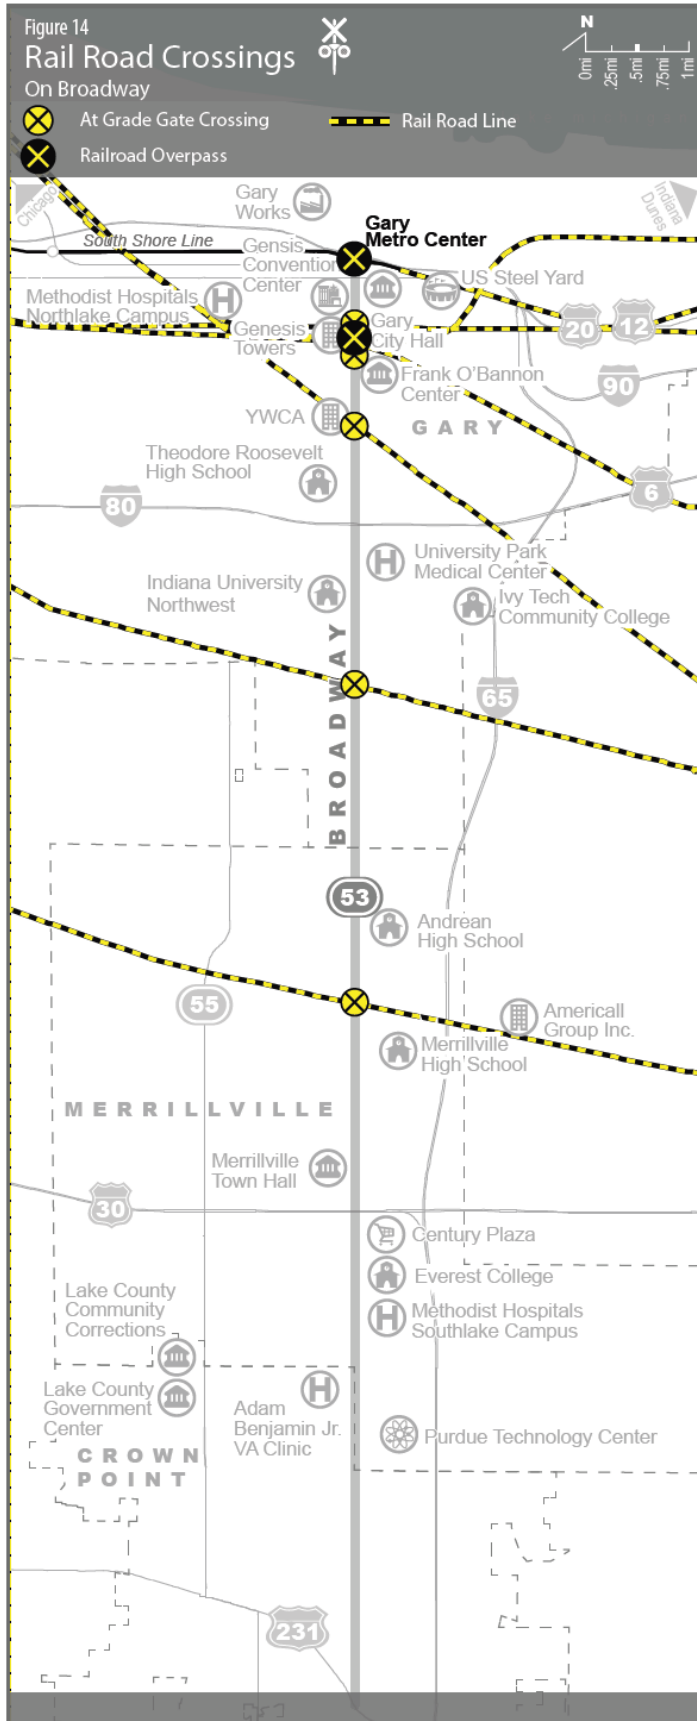 Figure 14
Rail Road Crossings
On Broadway
N
0mi
.25mi
.5mi
.75mi
1mi
At Grade Gate Crossing
Rail Road Line
Railroad Overpass
Chicago
Gary
Works
Indiana
Dunes
Gary
Metro Center
South Shore Line
Gensis
Convention
Center
US Steel Yard
Methodist Hospitals
Northlake Campus
Genesis
Towers
Gary
City Hall
20
12
Frank O'Bannon
Center
90
YWCA
GARY
Theodore Roosevelt
High School
80
6
University Park
Medical Center
Indiana University
Northwest
Ivy Tech
Community College
BROADWAY
65
53
Andrean
High School
55
Americall
Group Inc.
Merrillville
High School
MERRILLVILLE
Merrillville
Town Hall
30
Century Plaza
Everest College
Lake County
Community
Corrections
Methodist Hospitals
Southlake Campus
Lake County
Government
Center
Adam
Benjamin Jr.
VA Clinic
Purdue Technology Center
CROWN
POINT
231